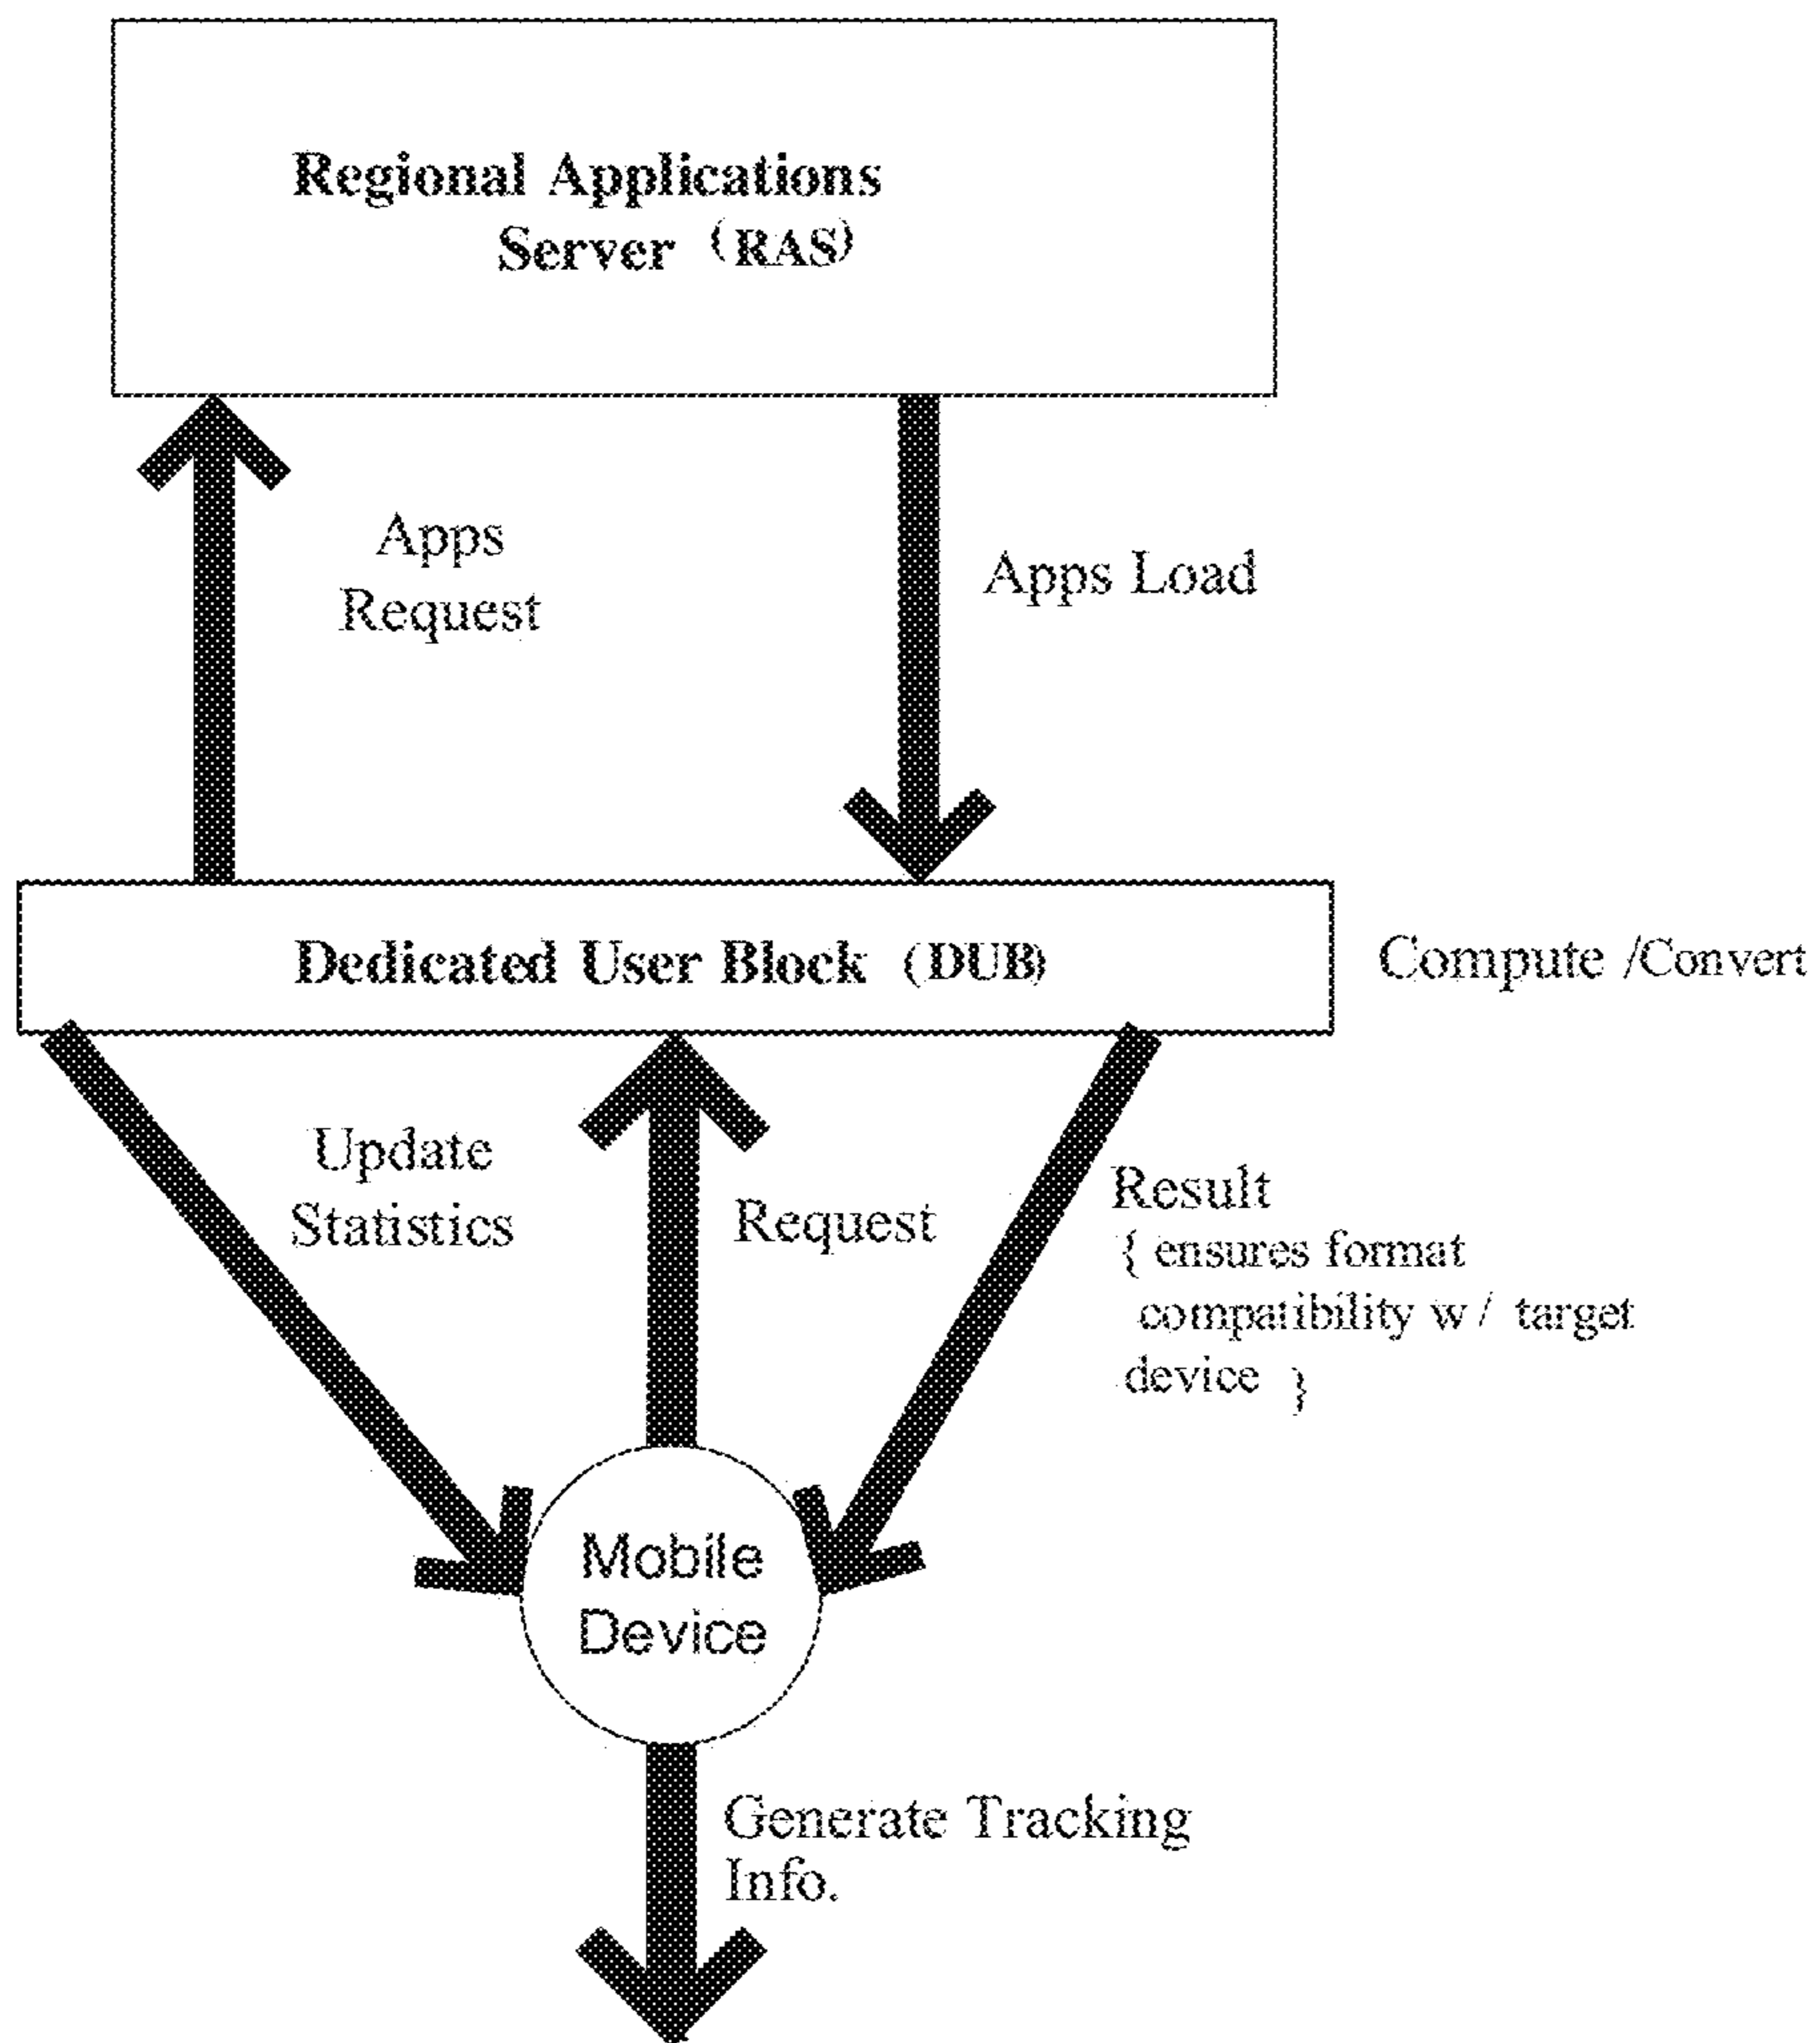 Regional Applications
Server (RAS)
Apps
Request
Apps Load
Dedicated User Block (DUB)
Compute /Convert
Update
Statistics
Request
Result
{ ensures format
compatibility w/ target
device }
Mobile
Device
Generate Tracking
Info.